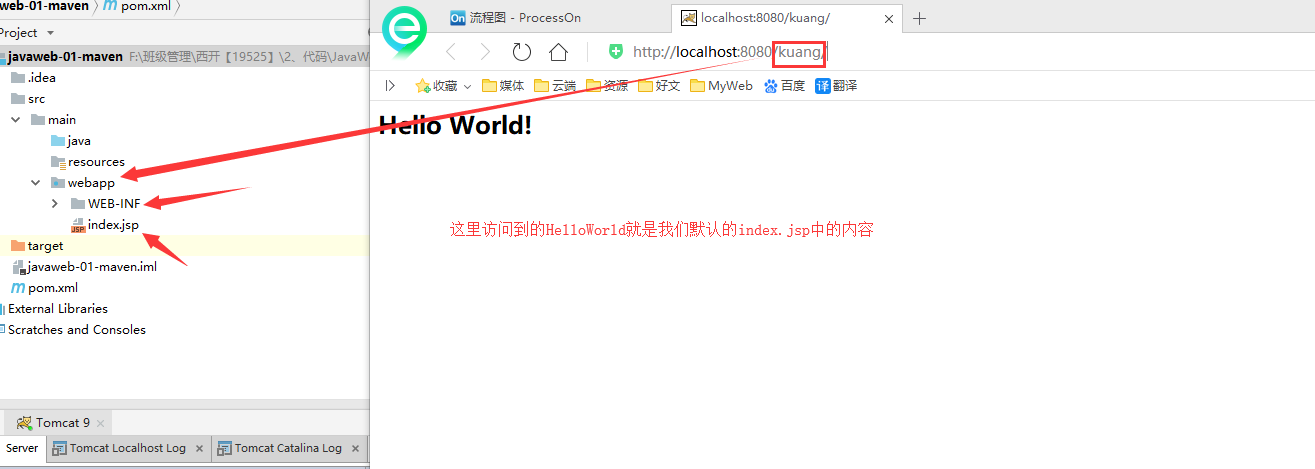 web-01-maven
pom.xml
Project
javaweb-01-maven F:\班级管理\西开【19525】\2、代码\JavaW
.idea
src
main
java
resources
webapp
WEB-INF
index.jsp
target
javaweb-01-maven.iml
pom.xml
External Libraries
Scratches and Consoles
Tomcat 9
Server
Tomcat Localhost Log
Tomcat Catalina Log
On 流程图 - ProcessOn
localhost:8080/kuang/
http://localhost:8080/kuang/
收藏 媒体 云端 资源 好文 MyWeb 百度 译 翻译
Hello World!
这里访问到的HelloWorld就是我们默认的index.jsp中的内容